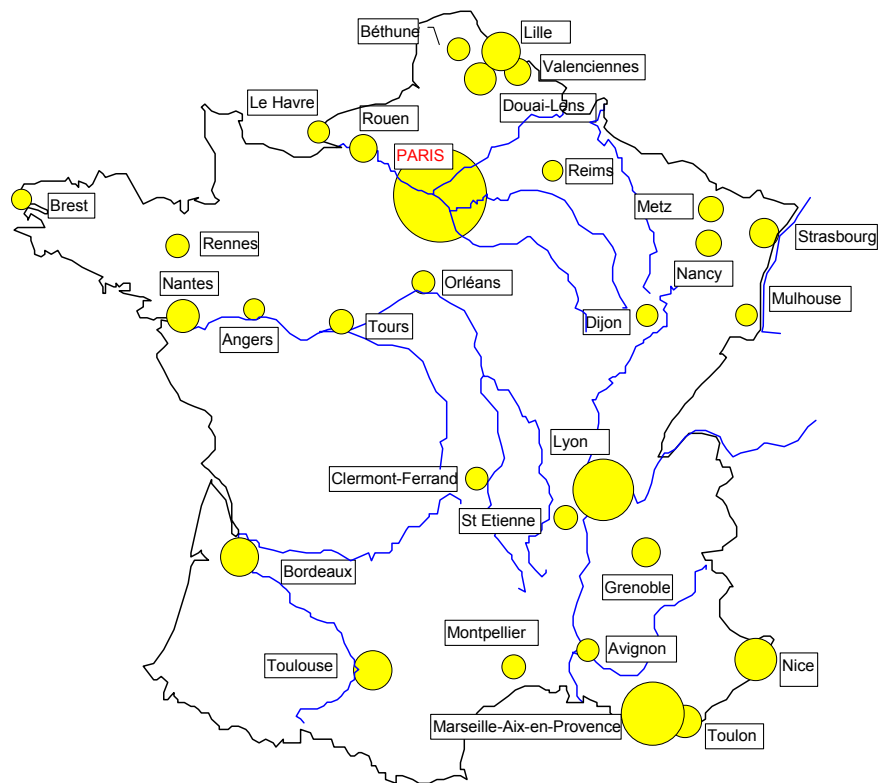 Béthune
Lille
Valenciennes
Le Havre
Rouen
Douai-Lens
PARIS
Reims
Brest
Metz
Strasbourg
Rennes
Nancy
Nantes
Orléans
Mulhouse
Angers
Tours
Dijon
Lyon
Clermont-Ferrand
St Etienne
Bordeaux
Grenoble
Montpellier
Avignon
Toulouse
Nice
Marseille-Aix-en-Provence
Toulon